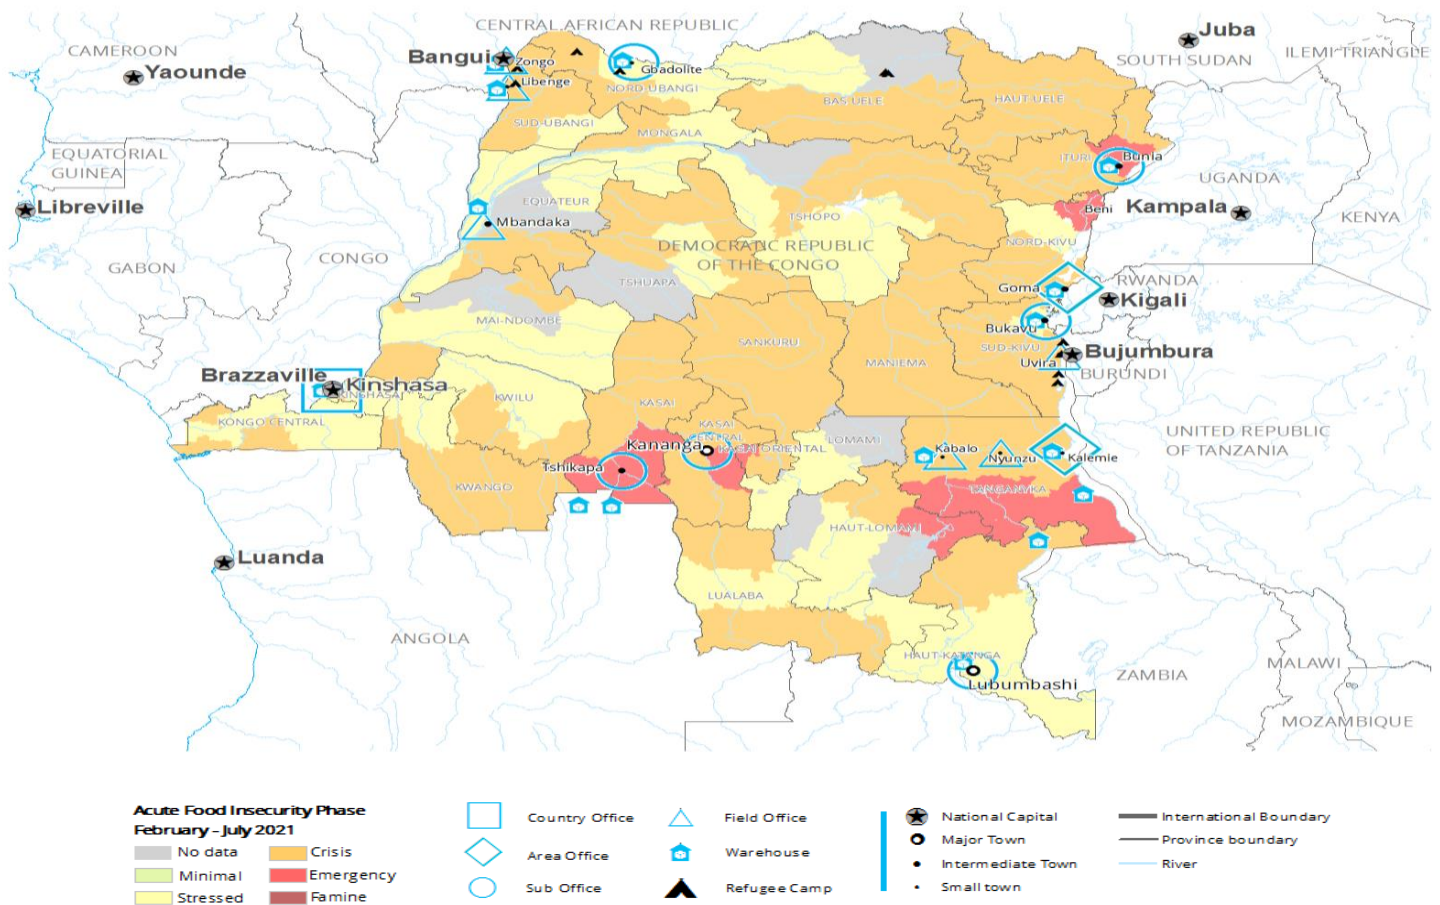 CENTRAL AFRICAN REPUBLIC
Juba
CAMEROON
Bangui
SOUTH SUDAN
ILEMI TRIANGLE
Yaounde
Zongo
Gbadolite
Libenge
NORD-UBANGI
BAS-UELE
HAUT-UELE
SUD-UBANGI
MONGALA
EQUATORIAL
GUINEA
ITURI
Bunia
UGANDA
Libreville
EQUATEUR
Mbandaka
TSHOPO
Beni
Kampala
KENYA
NORD-KIVU
DEMOCRATIC REPUBLIC
OF THE CONGO
CONGO
GABON
TSHUAPA
Goma
RWANDA
Kigali
MAI-NDOMBE
Bukavu
SANKURU
SUD-KIVU
MANIEMA
Uvira
Bujumbura
BURUNDI
Brazzaville
Kinshasa
KINSHASA
KWILU
KASAI
KONGO CENTRAL
KASAI
CENTRAL
Kananga
KASAI ORIENTAL
LOMAMI
UNITED REPUBLIC
OF TANZANIA
Kabalo
Nyunzu
Kalemie
Tshikapa
KWANGO
TANGANYIKA
HAUT-LOMAMI
Luanda
LUALABA
ANGOLA
HAUT-KATANGA
Lubumbashi
ZAMBIA
MALAWI
MOZAMBIQUE
Acute Food Insecurity Phase
February - July 2021
No data
Crisis
Minimal
Emergency
Stressed
Famine
Country Office
Area Office
Sub Office
Field Office
Warehouse
Refugee Camp
National Capital
Major Town
Intermediate Town
Small town
International Boundary
Province boundary
River